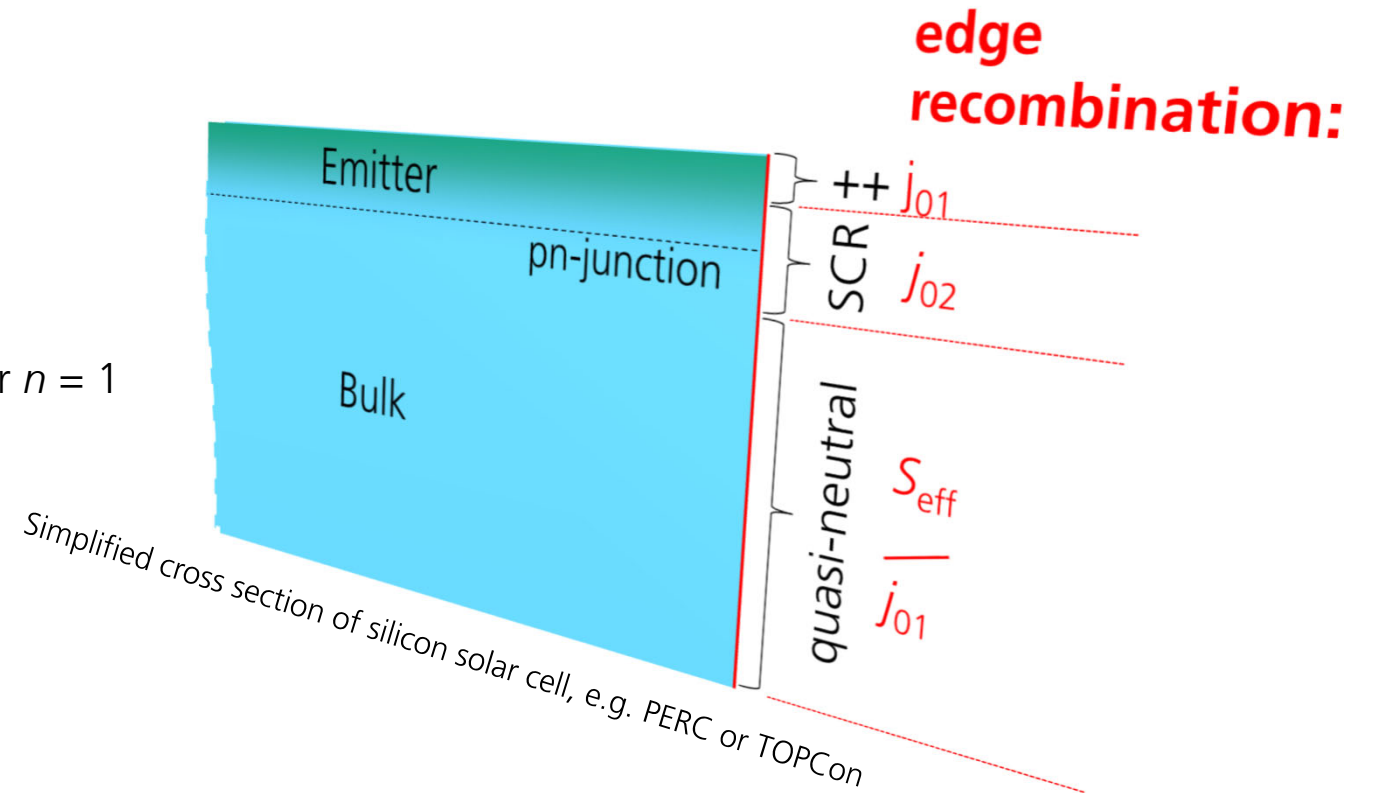 edge
recombination:
Emitter
++ j01
pn-junction
SCR
j02
r n = 1
Bulk
quasi-neutral
Seff
j01
Simplified cross section of silicon solar cell, e.g. PERC or TOPCon